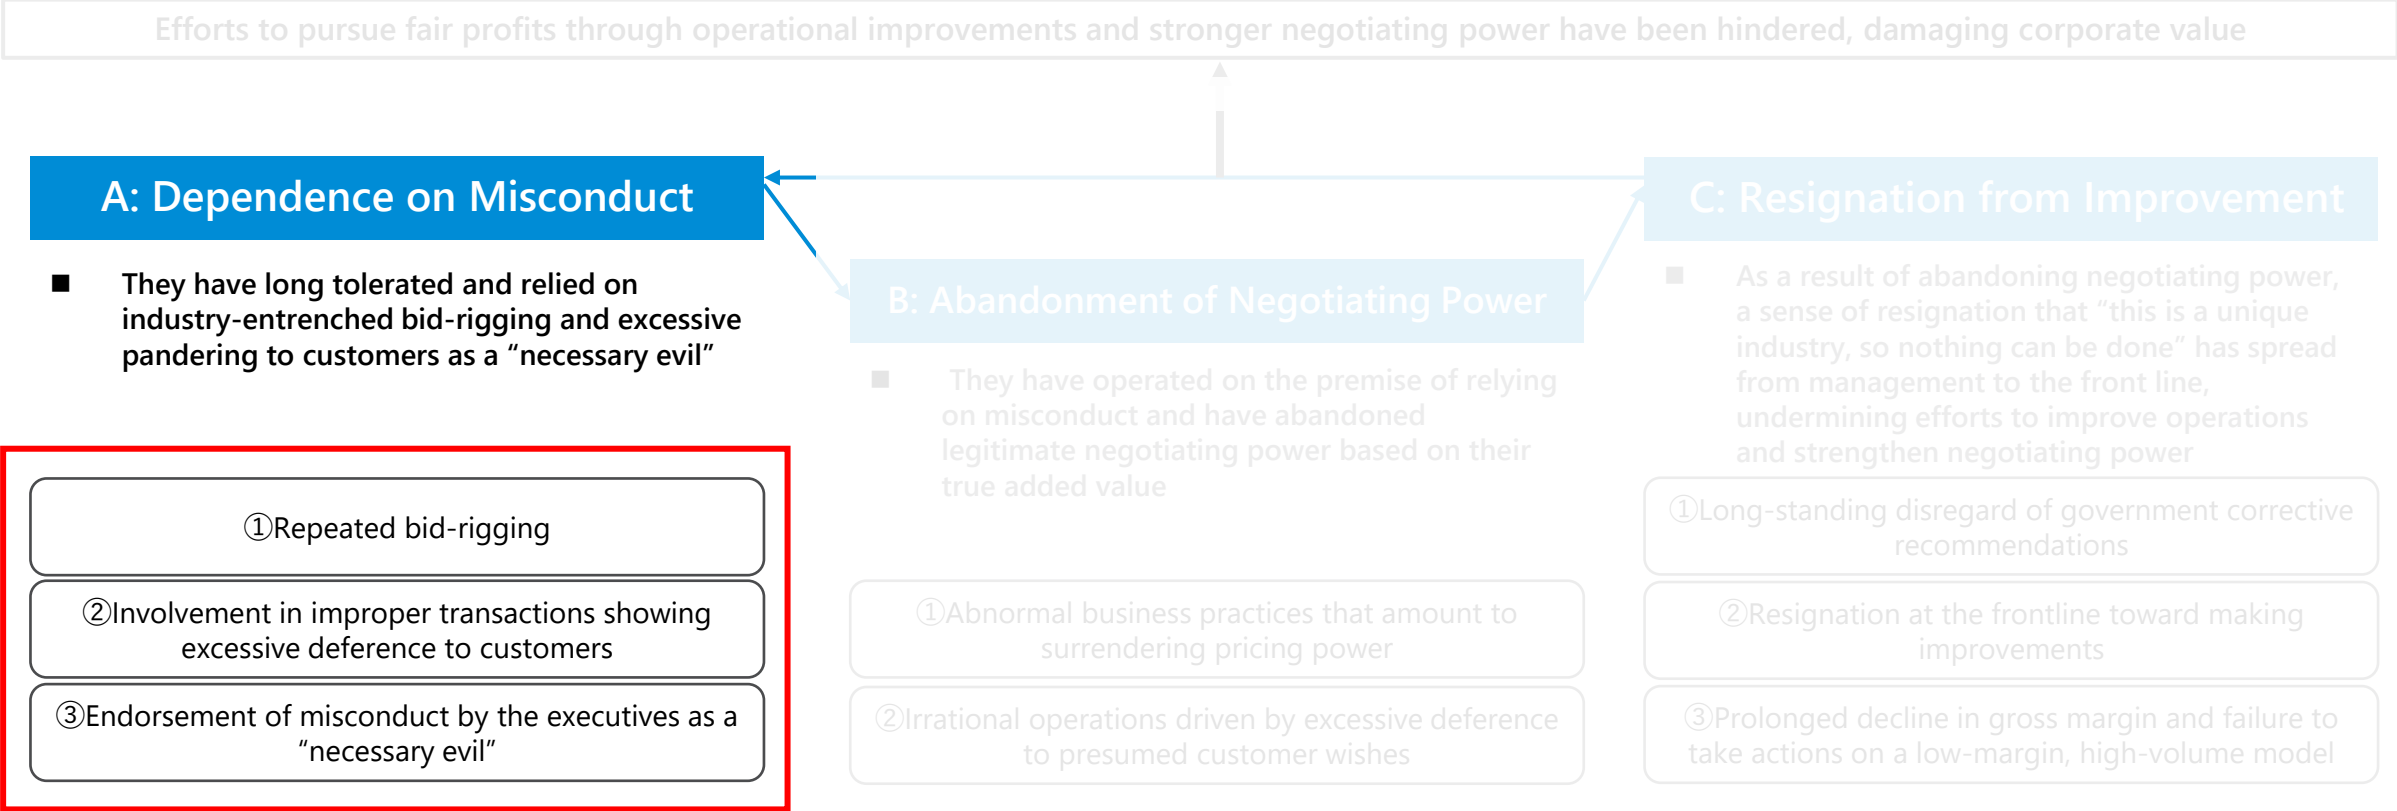 Efforts to pursue fair profits through operational improvements and stronger negotiating power have been hindered, damaging corporate value
A: Dependence on Misconduct
■ They have long tolerated and relied on
industry-entrenched bid-rigging and excessive
pandering to customers as a “necessary evil”
①Repeated bid-rigging
②Involvement in improper transactions showing
excessive deference to customers
③Endorsement of misconduct by the executives as a
“necessary evil”
B: Abandonment of Negotiating Power
■ They have operated on the premise of relying
on misconduct and have abandoned
legitimate negotiating power based on their
true added value
①Abnormal business practices that amount to
surrendering pricing power
②Irrational operations driven by excessive deference
to presumed customer wishes
C: Resignation from Improvement
■ As a result of abandoning negotiating power,
a sense of resignation that “this is a unique
industry, so nothing can be done” has spread
from management to the front line,
undermining efforts to improve operations
and strengthen negotiating power
①Long-standing disregard of government corrective
recommendations
②Resignation at the frontline toward making
improvements
③Prolonged decline in gross margin and failure to
take actions on a low-margin, high-volume model